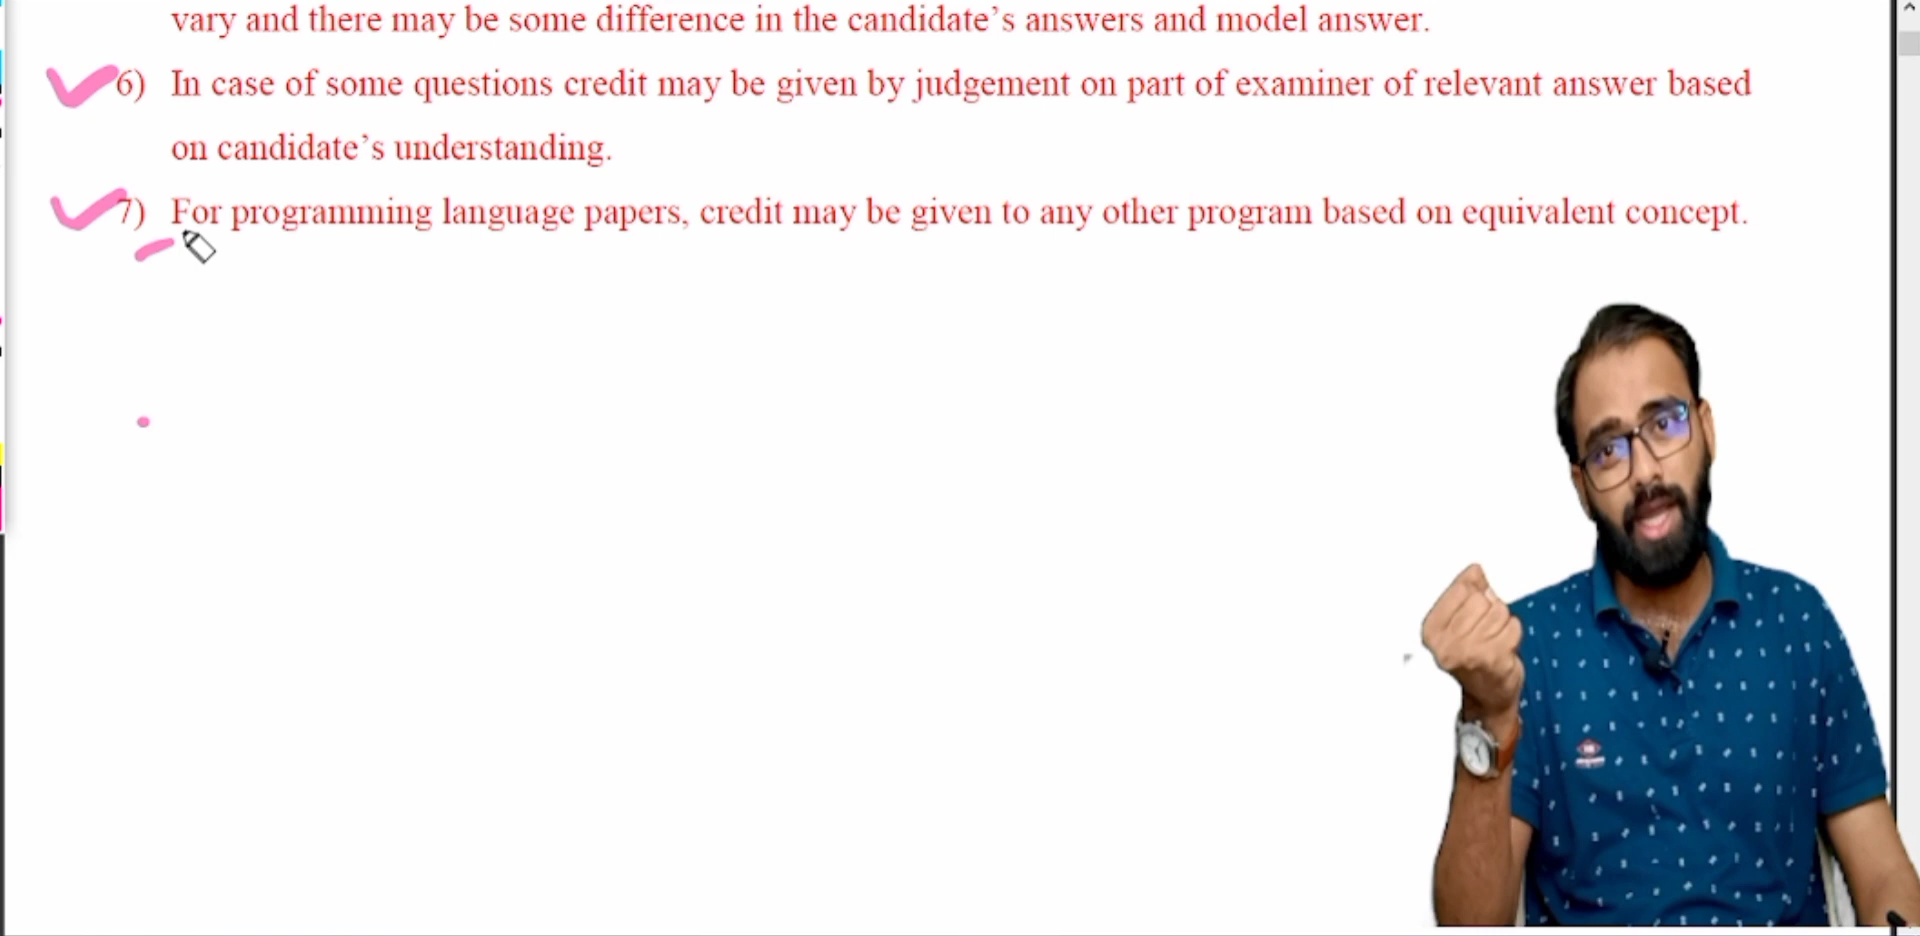 vary and there may be some difference in the candidate’s answers and model answer.
6) In case of some questions credit may be given by judgement on part of examiner of relevant answer based
on candidate’s understanding.
7) For programming language papers, credit may be given to any other program based on equivalent concept.